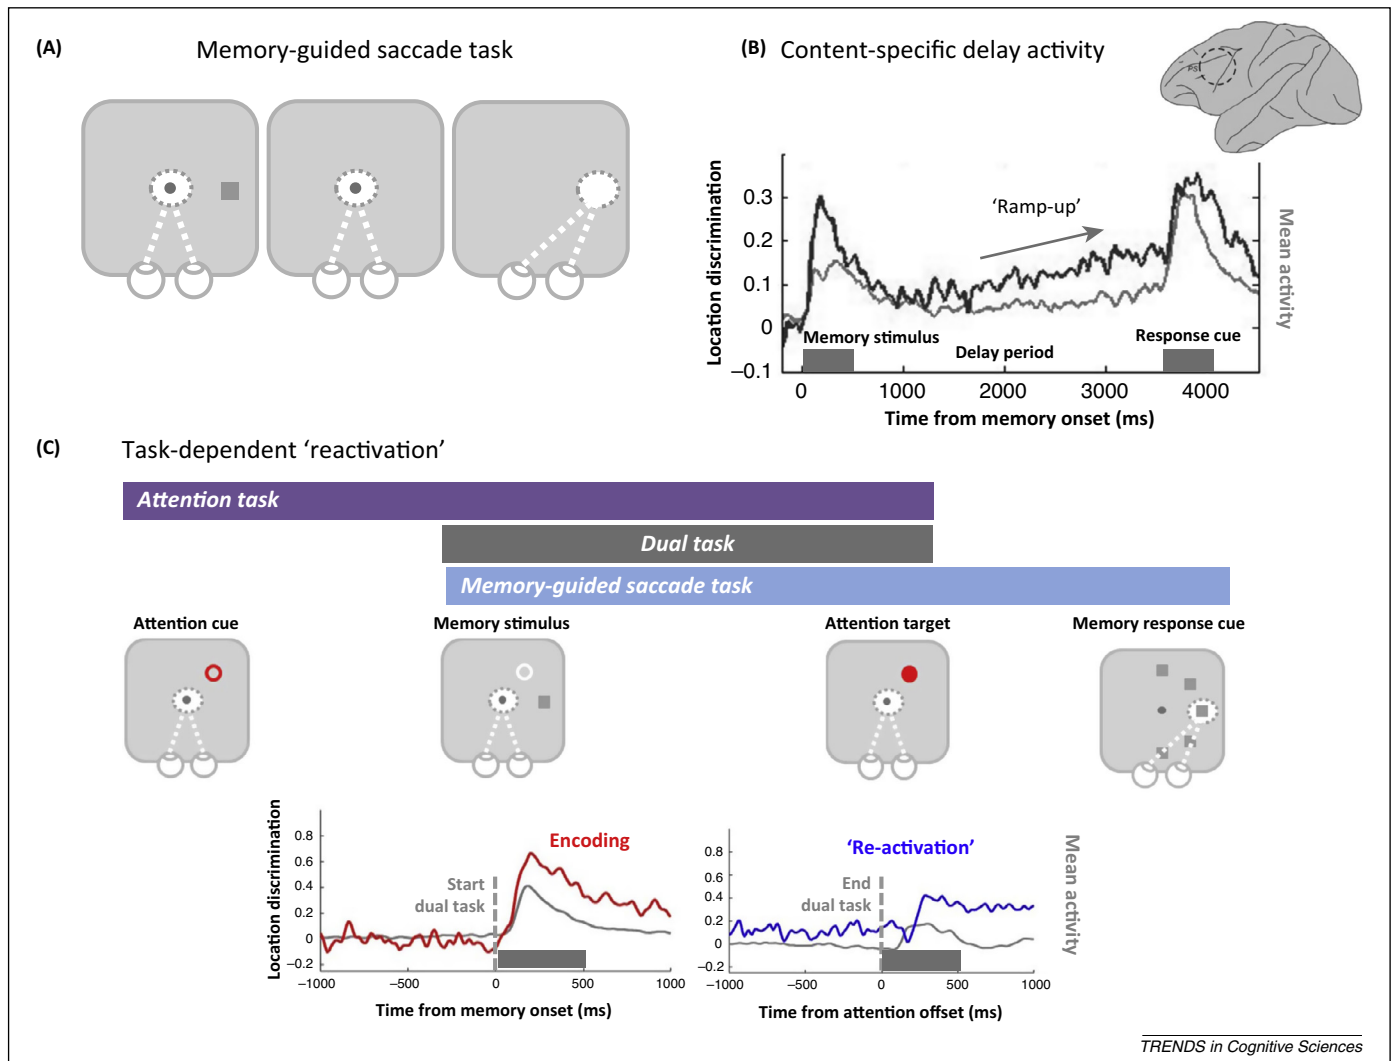 (A) Memory-guided saccade task
(B) Content-specific delay activity
PS
Location discrimination
0.3
0.2
0.1
0
−0.1
'Ramp-up'
Memory stimulus
Delay period
Response cue
0 1000 2000 3000 4000
Time from memory onset (ms)
Mean activity
(C) Task-dependent 'reactivation'
Attention task
Dual task
Memory-guided saccade task
Attention cue
Memory stimulus
Attention target
Memory response cue
Location discrimination
0.8
0.6
0.4
0.2
0
−0.2
Encoding
Start
dual task
−1000 −500 0 500 1000
Time from memory onset (ms)
0.8
0.6
0.4
0.2
0
−0.2
'Re-activation'
End
dual task
−1000 −500 0 500 1000
Time from attention offset (ms)
Mean activity
TRENDS in Cognitive Sciences